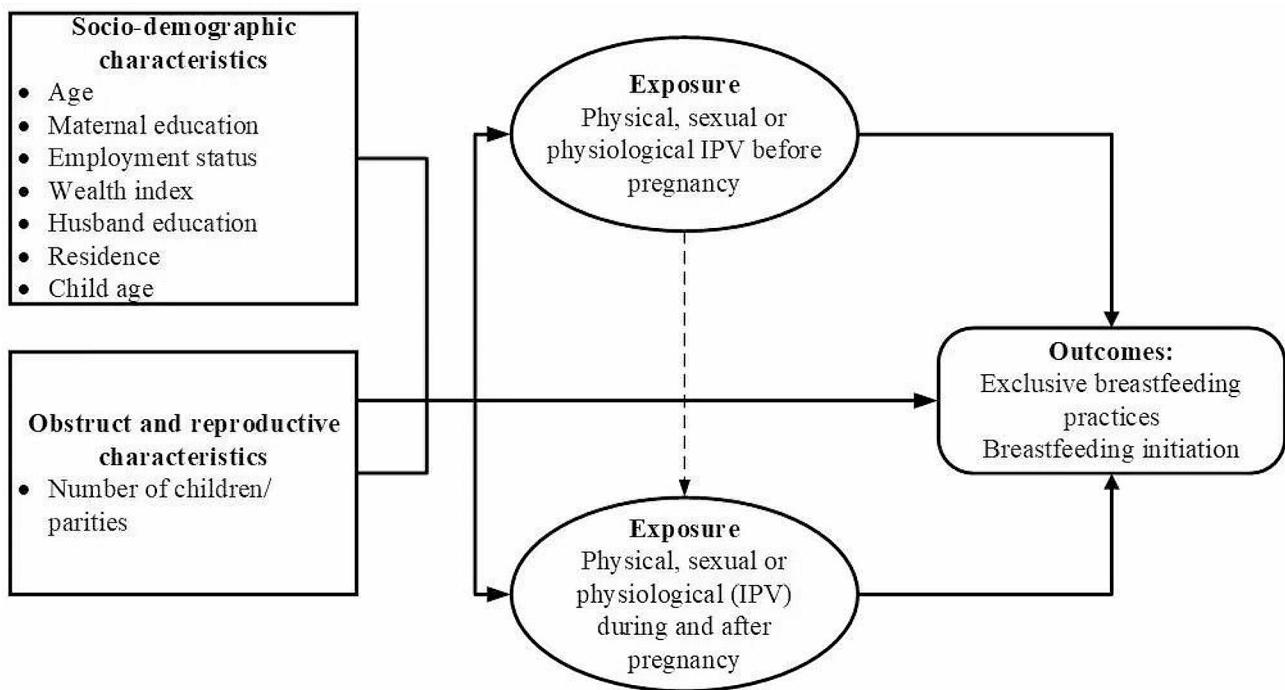 Socio-demographic
characteristics
• Age
• Maternal education
• Employment status
• Wealth index
• Husband education
• Residence
• Child age
Obstruct and reproductive
characteristics
• Number of children/
parities
Exposure
Physical, sexual or
physiological IPV before
pregnancy
Exposure
Physical, sexual or
physiological (IPV)
during and after
pregnancy
Outcomes:
Exclusive breastfeeding
practices
Breastfeeding initiation